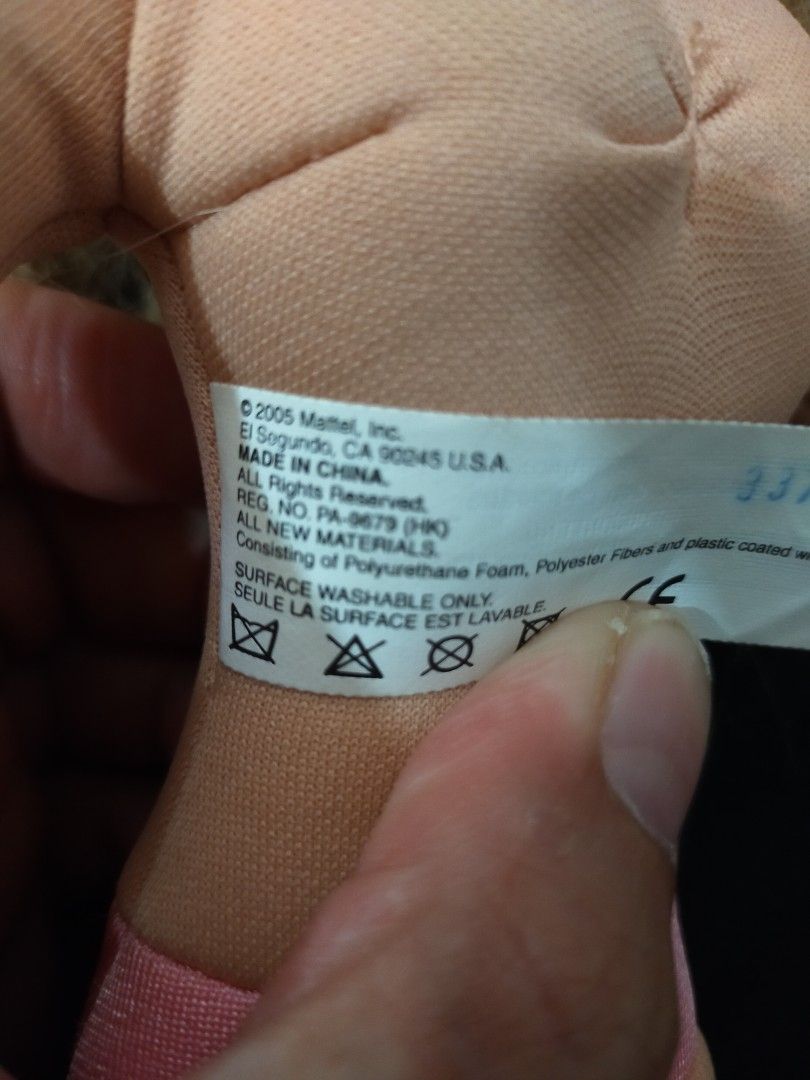 © 2005 Mattel, Inc.
El Segundo, CA 90245 U.S.A.
MADE IN CHINA.
ALL Rights Reserved.
REG. NO. PA-9679 (HK)
ALL NEW MATERIALS.
Consisting of Polyurethane Foam, Polyester Fibers and plastic coated
SURFACE WASHABLE ONLY.
SEULE LA SURFACE EST LAVABLE.
CE